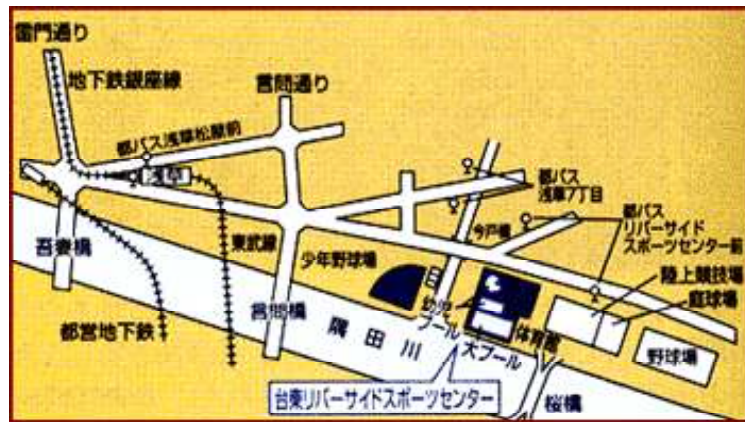 雷門通り
地下鉄銀座線
言問通り
都バス浅草松屋前
浅草
都バス
浅草7丁目
都バス
リバーサイド
スポーツセンター前
今戸橋
吾妻橋
東武線
少年野球場
陸上競技場
庭球場
都営地下鉄
言問橋
隅田川
幼児
プール
大プール
体育館
野球場
台東リバーサイドスポーツセンター
桜橋